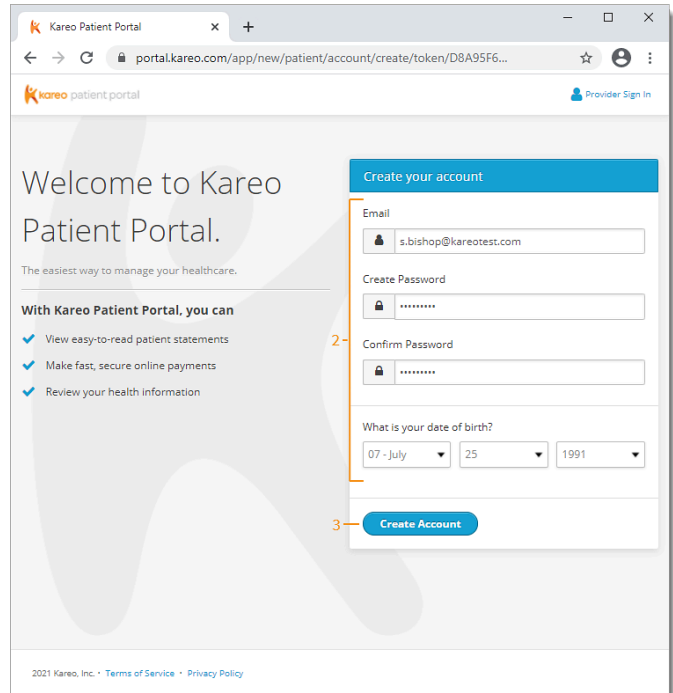 Kareo Patient Portal
portal.kareo.com/app/new/patient/account/create/token/D8A95F6...
kareo patient portal
Provider Sign In
Welcome to Kareo
Patient Portal.
The easiest way to manage your healthcare.
With Kareo Patient Portal, you can
View easy-to-read patient statements
Make fast, secure online payments
Review your health information
Create your account
Email
s.bishop@kareotest.com
Create Password
•••••••••
Confirm Password
•••••••••
2
What is your date of birth?
07 - July 25 1991
3 Create Account
2021 Kareo, Inc. • Terms of Service • Privacy Policy